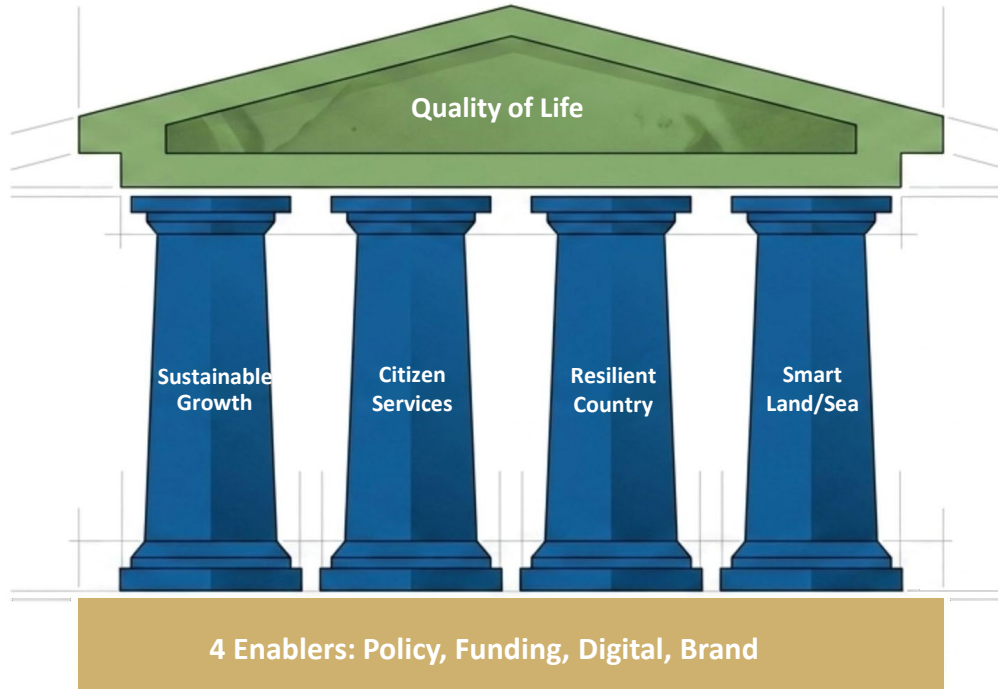 Quality of Life
Sustainable
Growth
Citizen
Services
Resilient
Country
Smart
Land/Sea
4 Enablers: Policy, Funding, Digital, Brand